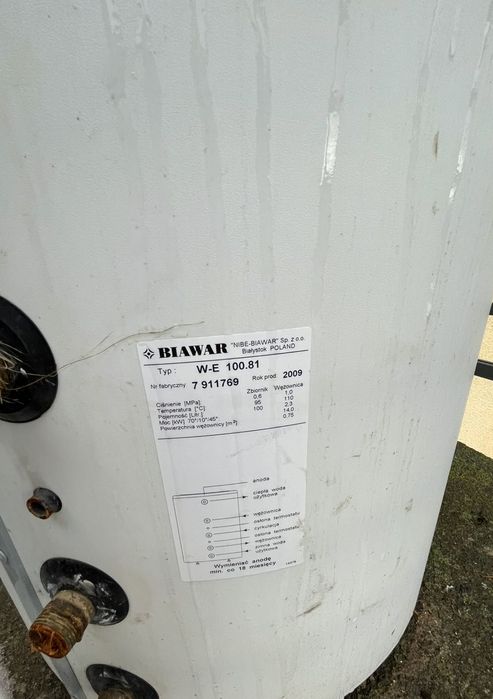 BIAWAR "NIBE-BIAWAR" Sp. z o.o.
Białystok POLAND
Typ : W-E 100.81
Nr fabryczny 7 911769 Rok prod. 2009
Zbiornik Wężownica
Ciśnienie [MPa]: 0,6 1,0
Temperatura [°C]: 95 110
Pojemność [Litr.]: 100 2,3
Moc [kW] 70°/10°-45°: 14,0
Powierzchnia wężownicy [m²]: 0,75
anoda
ciepła woda
użytkowa
wężownica
osłona termostatu
cyrkulacja
osłona termostatu
wężownica
zimna woda
użytkowa
Wymieniać anodę
min. co 18 miesięcy